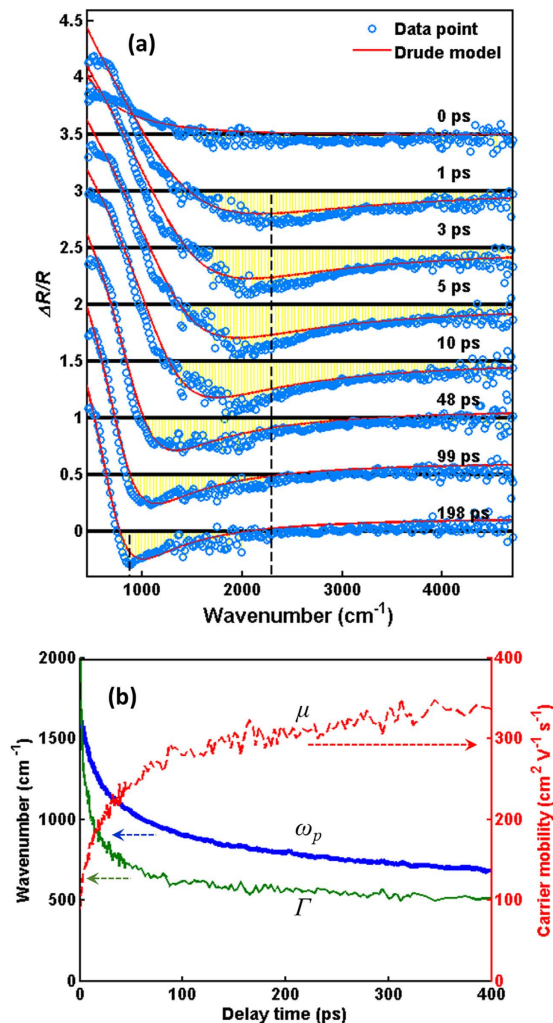 (a)
Data point
Drude model
4.5
4
3.5
3
2.5
2
1.5
1
0.5
0
ΔR/R
0 ps
1 ps
3 ps
5 ps
10 ps
48 ps
99 ps
198 ps
1000 2000 3000 4000
Wavenumber (cm⁻¹)
(b)
2000
1500
1000
500
0
Wavenumber (cm⁻¹)
μ
ωₚ
Γ
400
300
200
100
0
Carrier mobility (cm² V⁻¹ s⁻¹)
0 100 200 300 400
Delay time (ps)